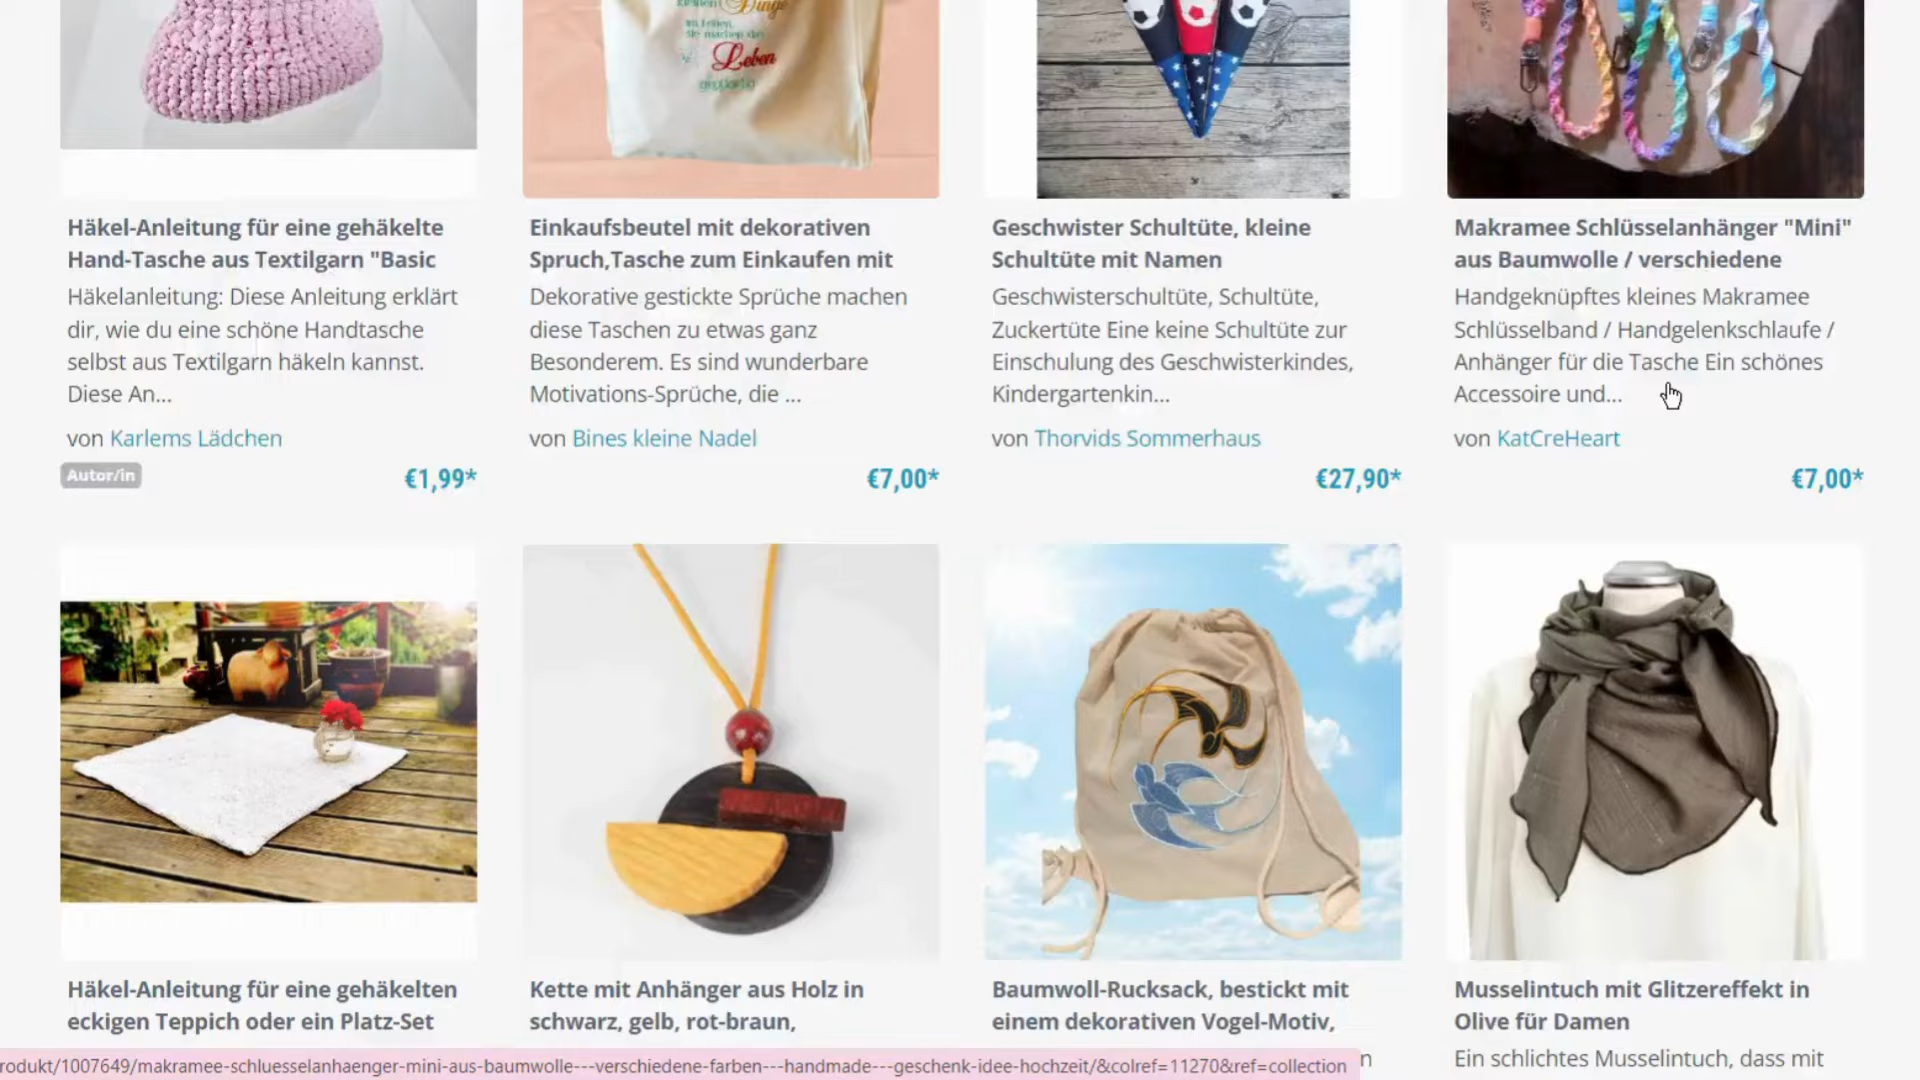 Dinge
im Leben,
Sie machen das
Leben
Häkel-Anleitung für eine gehäkelte
Hand-Tasche aus Textilgarn "Basic
Häkelanleitung: Diese Anleitung erklärt
dir, wie du eine schöne Handtasche
selbst aus Textilgarn häkeln kannst.
Diese An...
von Karlems Lädchen
Autor/in
€1,99*
Einkaufsbeutel mit dekorativen
Spruch,Tasche zum Einkaufen mit
Dekorative gestickte Sprüche machen
diese Taschen zu etwas ganz
Besonderem. Es sind wunderbare
Motivations-Sprüche, die ...
von Bines kleine Nadel
€7,00*
Geschwister Schultüte, kleine
Schultüte mit Namen
Geschwisterschultüte, Schultüte,
Zuckertüte Eine keine Schultüte zur
Einschulung des Geschwisterkindes,
Kindergartenkin...
von Thorvids Sommerhaus
€27,90*
Makramee Schlüsselanhänger "Mini"
aus Baumwolle / verschiedene
Handgeknüpftes kleines Makramee
Schlüsselband / Handgelenkschlaufe /
Anhänger für die Tasche Ein schönes
Accessoire und...
von KatCreHeart
€7,00*
Häkel-Anleitung für eine gehäkelten
eckigen Teppich oder ein Platz-Set
Kette mit Anhänger aus Holz in
schwarz, gelb, rot-braun,
Baumwoll-Rucksack, bestickt mit
einem dekorativen Vogel-Motiv,
n
Musselintuch mit Glitzereffekt in
Olive für Damen
Ein schlichtes Musselintuch, dass mit
rodukt/1007649/makramee-schluesselanhaenger-mini-aus-baumwolle---verschiedene-farben---handmade---geschenk-idee-hochzeit/&colref=11270&ref=collection